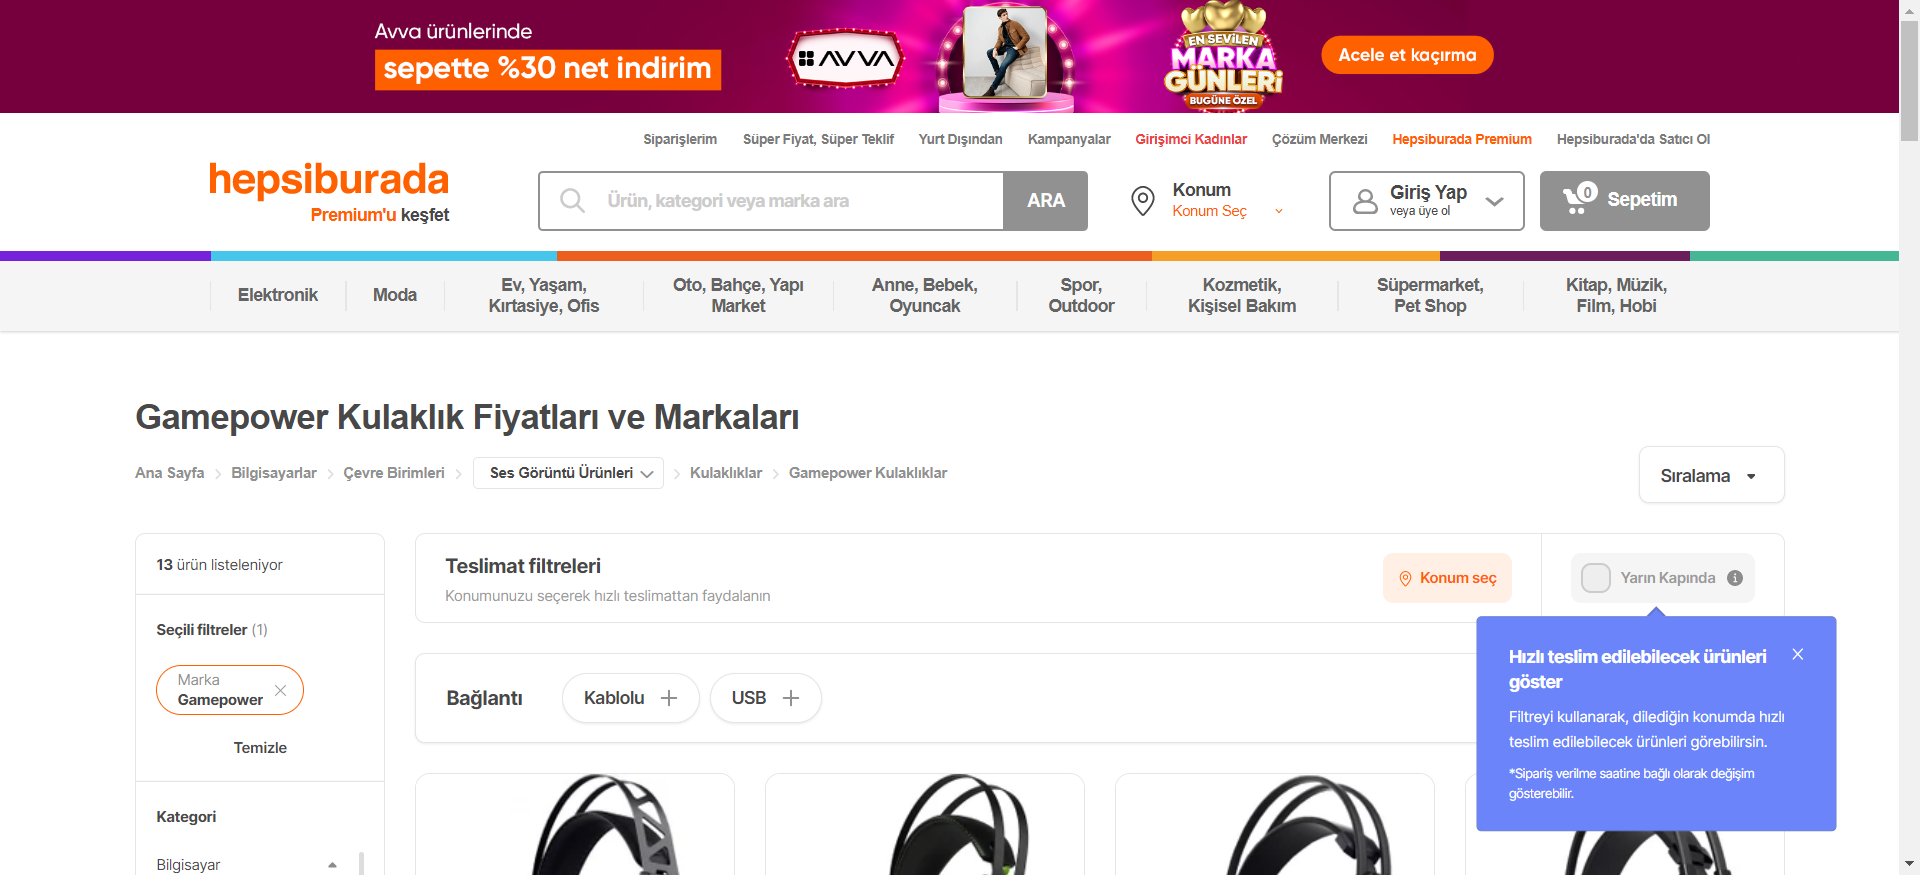 Avva ürünlerinde
sepette %30 net indirim
AVVA
EN SEVİLEN
MARKA
GÜNLERİ
BUGÜNE ÖZEL
Acele et kaçırma
Siparişlerim Süper Fiyat, Süper Teklif Yurt Dışından Kampanyalar Girişimci Kadınlar Çözüm Merkezi Hepsiburada Premium Hepsiburada'da Satıcı Ol
hepsiburada
Premium'u keşfet
Ürün, kategori veya marka ara
ARA
Konum
Konum Seç
Giriş Yap
veya üye ol
0
Sepetim
Elektronik
Moda
Ev, Yaşam,
Kırtasiye, Ofis
Oto, Bahçe, Yapı
Market
Anne, Bebek,
Oyuncak
Spor,
Outdoor
Kozmetik,
Kişisel Bakım
Süpermarket,
Pet Shop
Kitap, Müzik,
Film, Hobi
Gamepower Kulaklık Fiyatları ve Markaları
Ana Sayfa Bilgisayarlar Çevre Birimleri Ses Görüntü Ürünleri Kulaklıklar Gamepower Kulaklıklar
Sıralama
13 ürün listeleniyor
Seçili filtreler (1)
Marka
Gamepower
Temizle
Kategori
Bilgisayar
Teslimat filtreleri
Konumunuzu seçerek hızlı teslimattan faydalanın
Konum seç
Yarın Kapında
Bağlantı
Kablolu
USB
Hızlı teslim edilebilecek ürünleri
göster
Filtreyi kullanarak, dilediğin konumda hızlı
teslim edilebilecek ürünleri görebilirsin.
*Sipariş verilme saatine bağlı olarak değişim
gösterebilir.